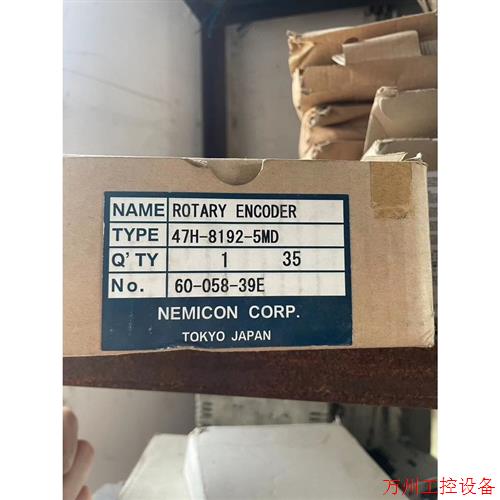 NAME ROTARY ENCODER
TYPE 47H-8192-5MD
Q'TY 1 35
No. 60-058-39E
NEMICON CORP.
TOKYO JAPAN
万州工控设备